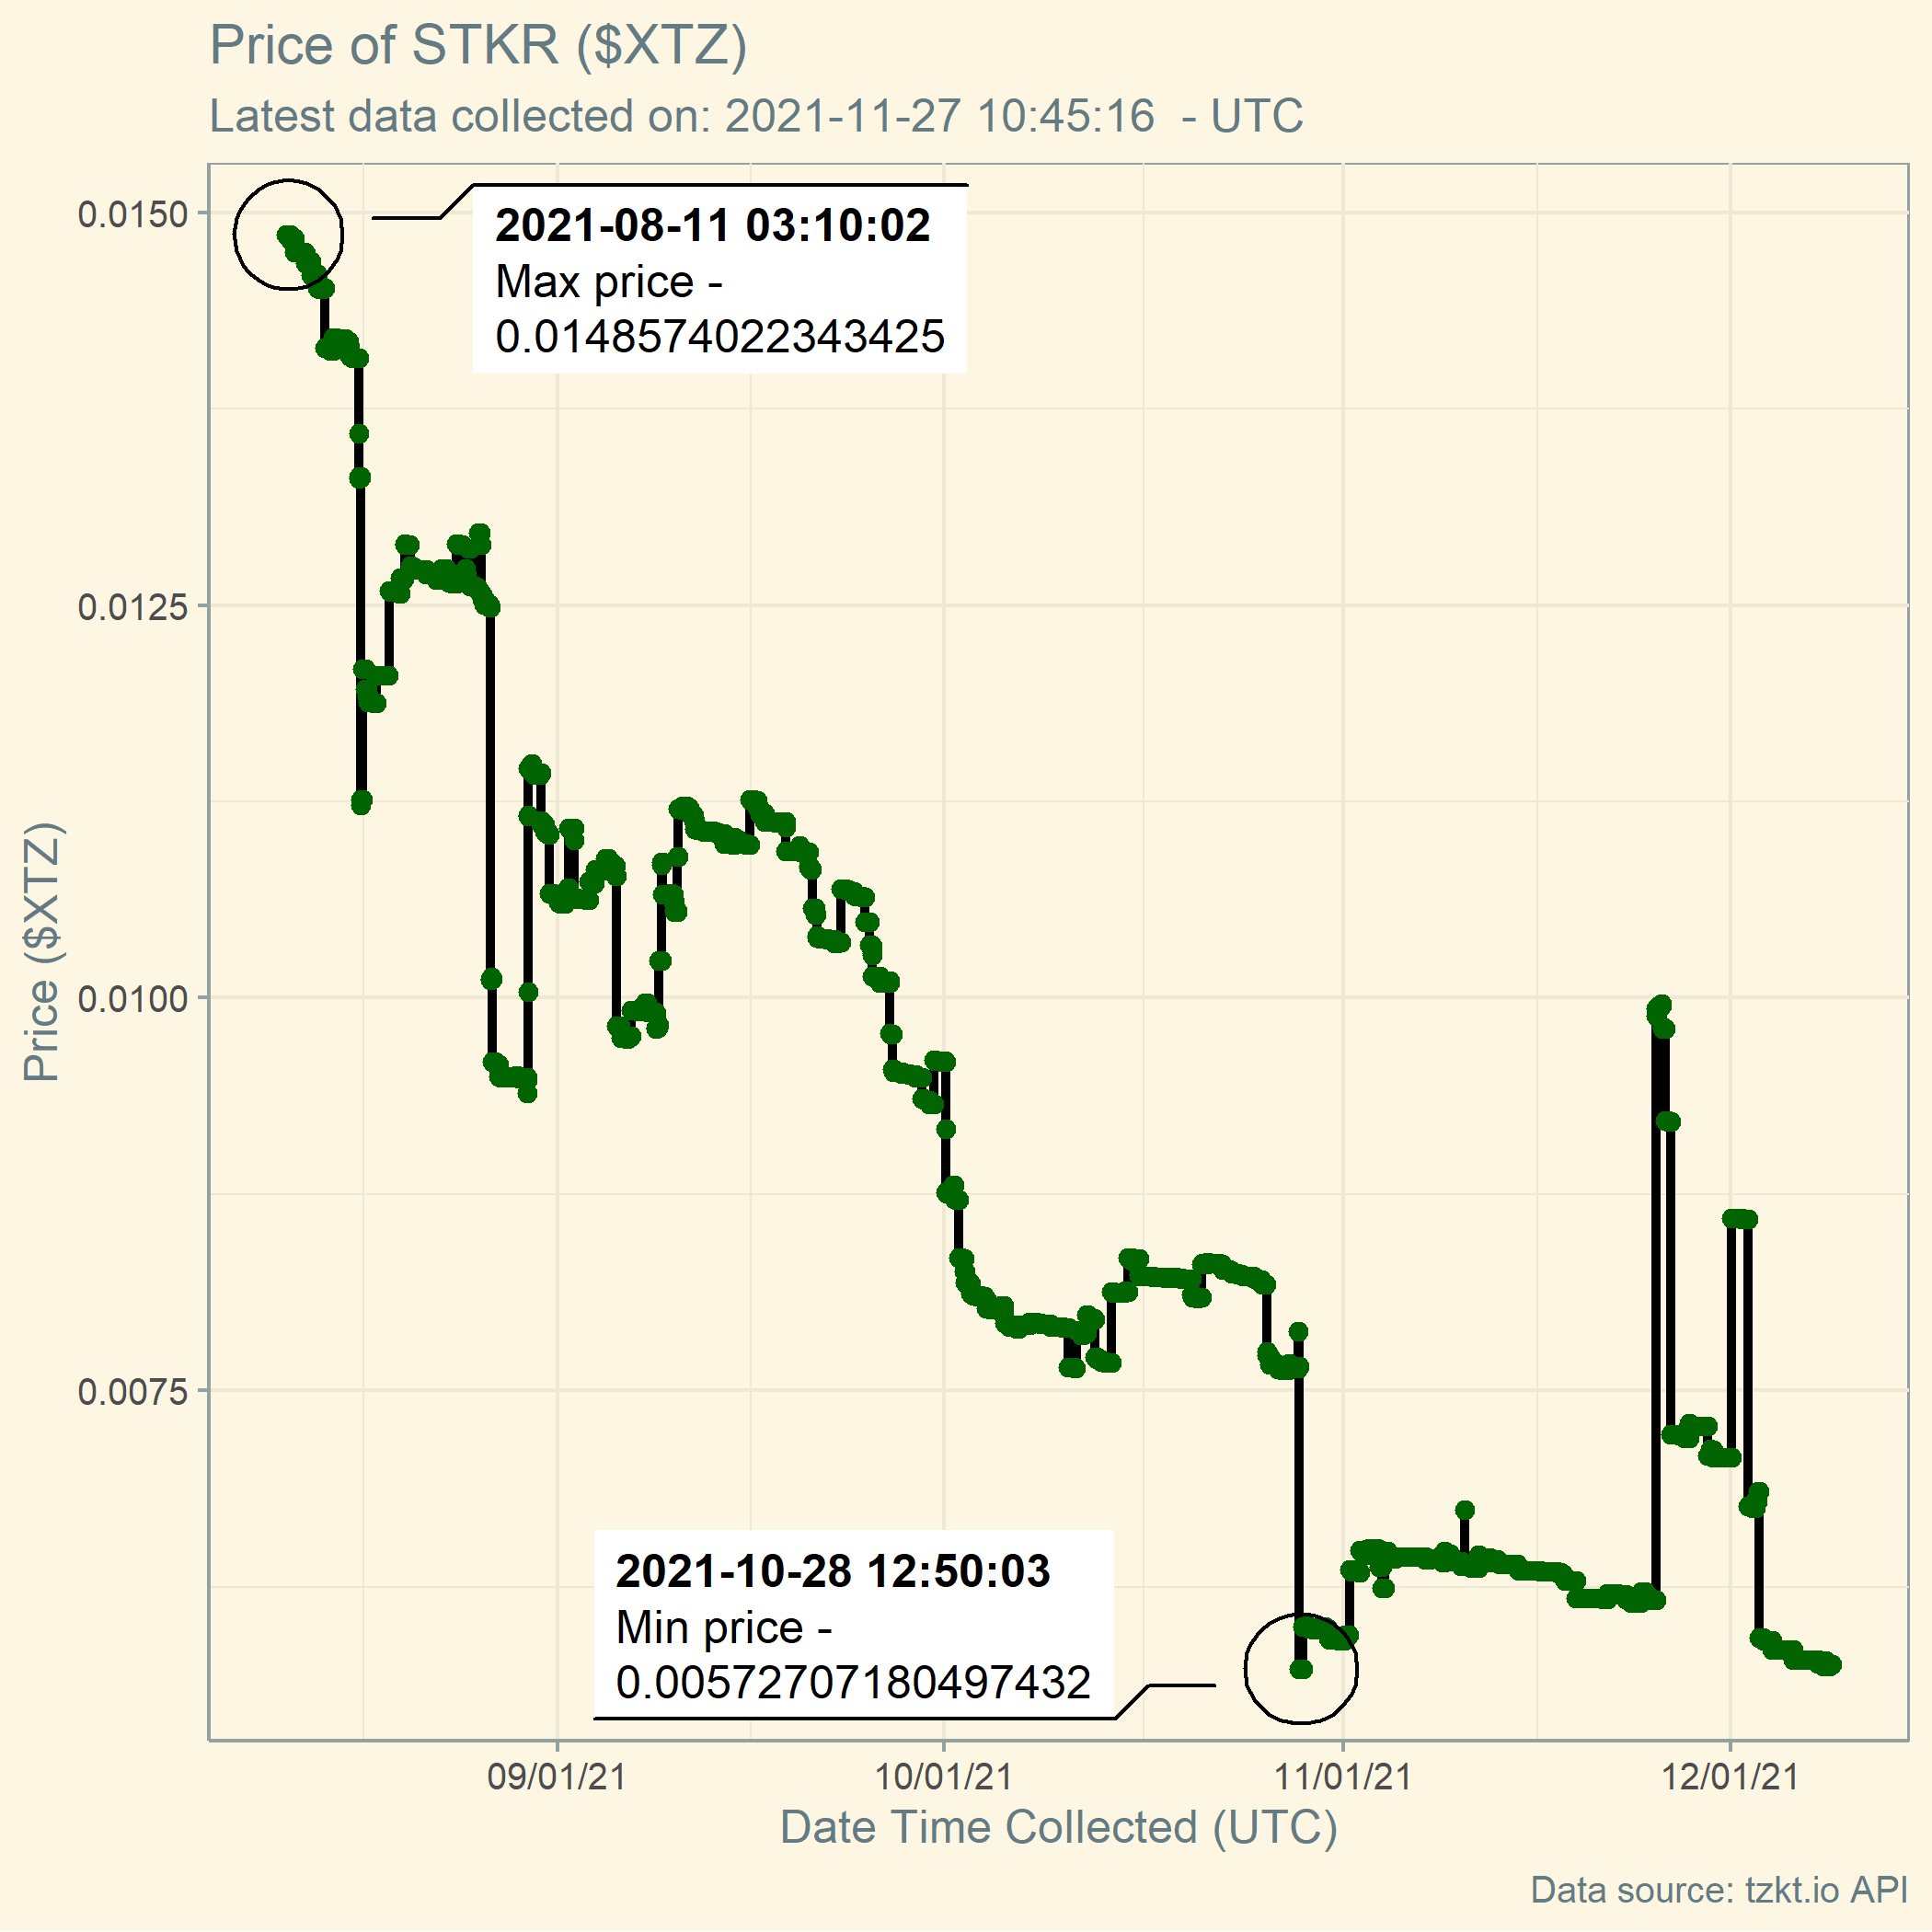 Price of STKR ($XTZ)
Latest data collected on: 2021-11-27 10:45:16  - UTC
2021-08-11 03:10:02
Max price -
0.0148574022343425
0.0150
0.0125
0.0100
0.0075
Price ($XTZ)
2021-10-28 12:50:03
Min price -
0.00572707180497432
09/01/21
10/01/21
11/01/21
12/01/21
Date Time Collected (UTC)
Data source: tzkt.io API